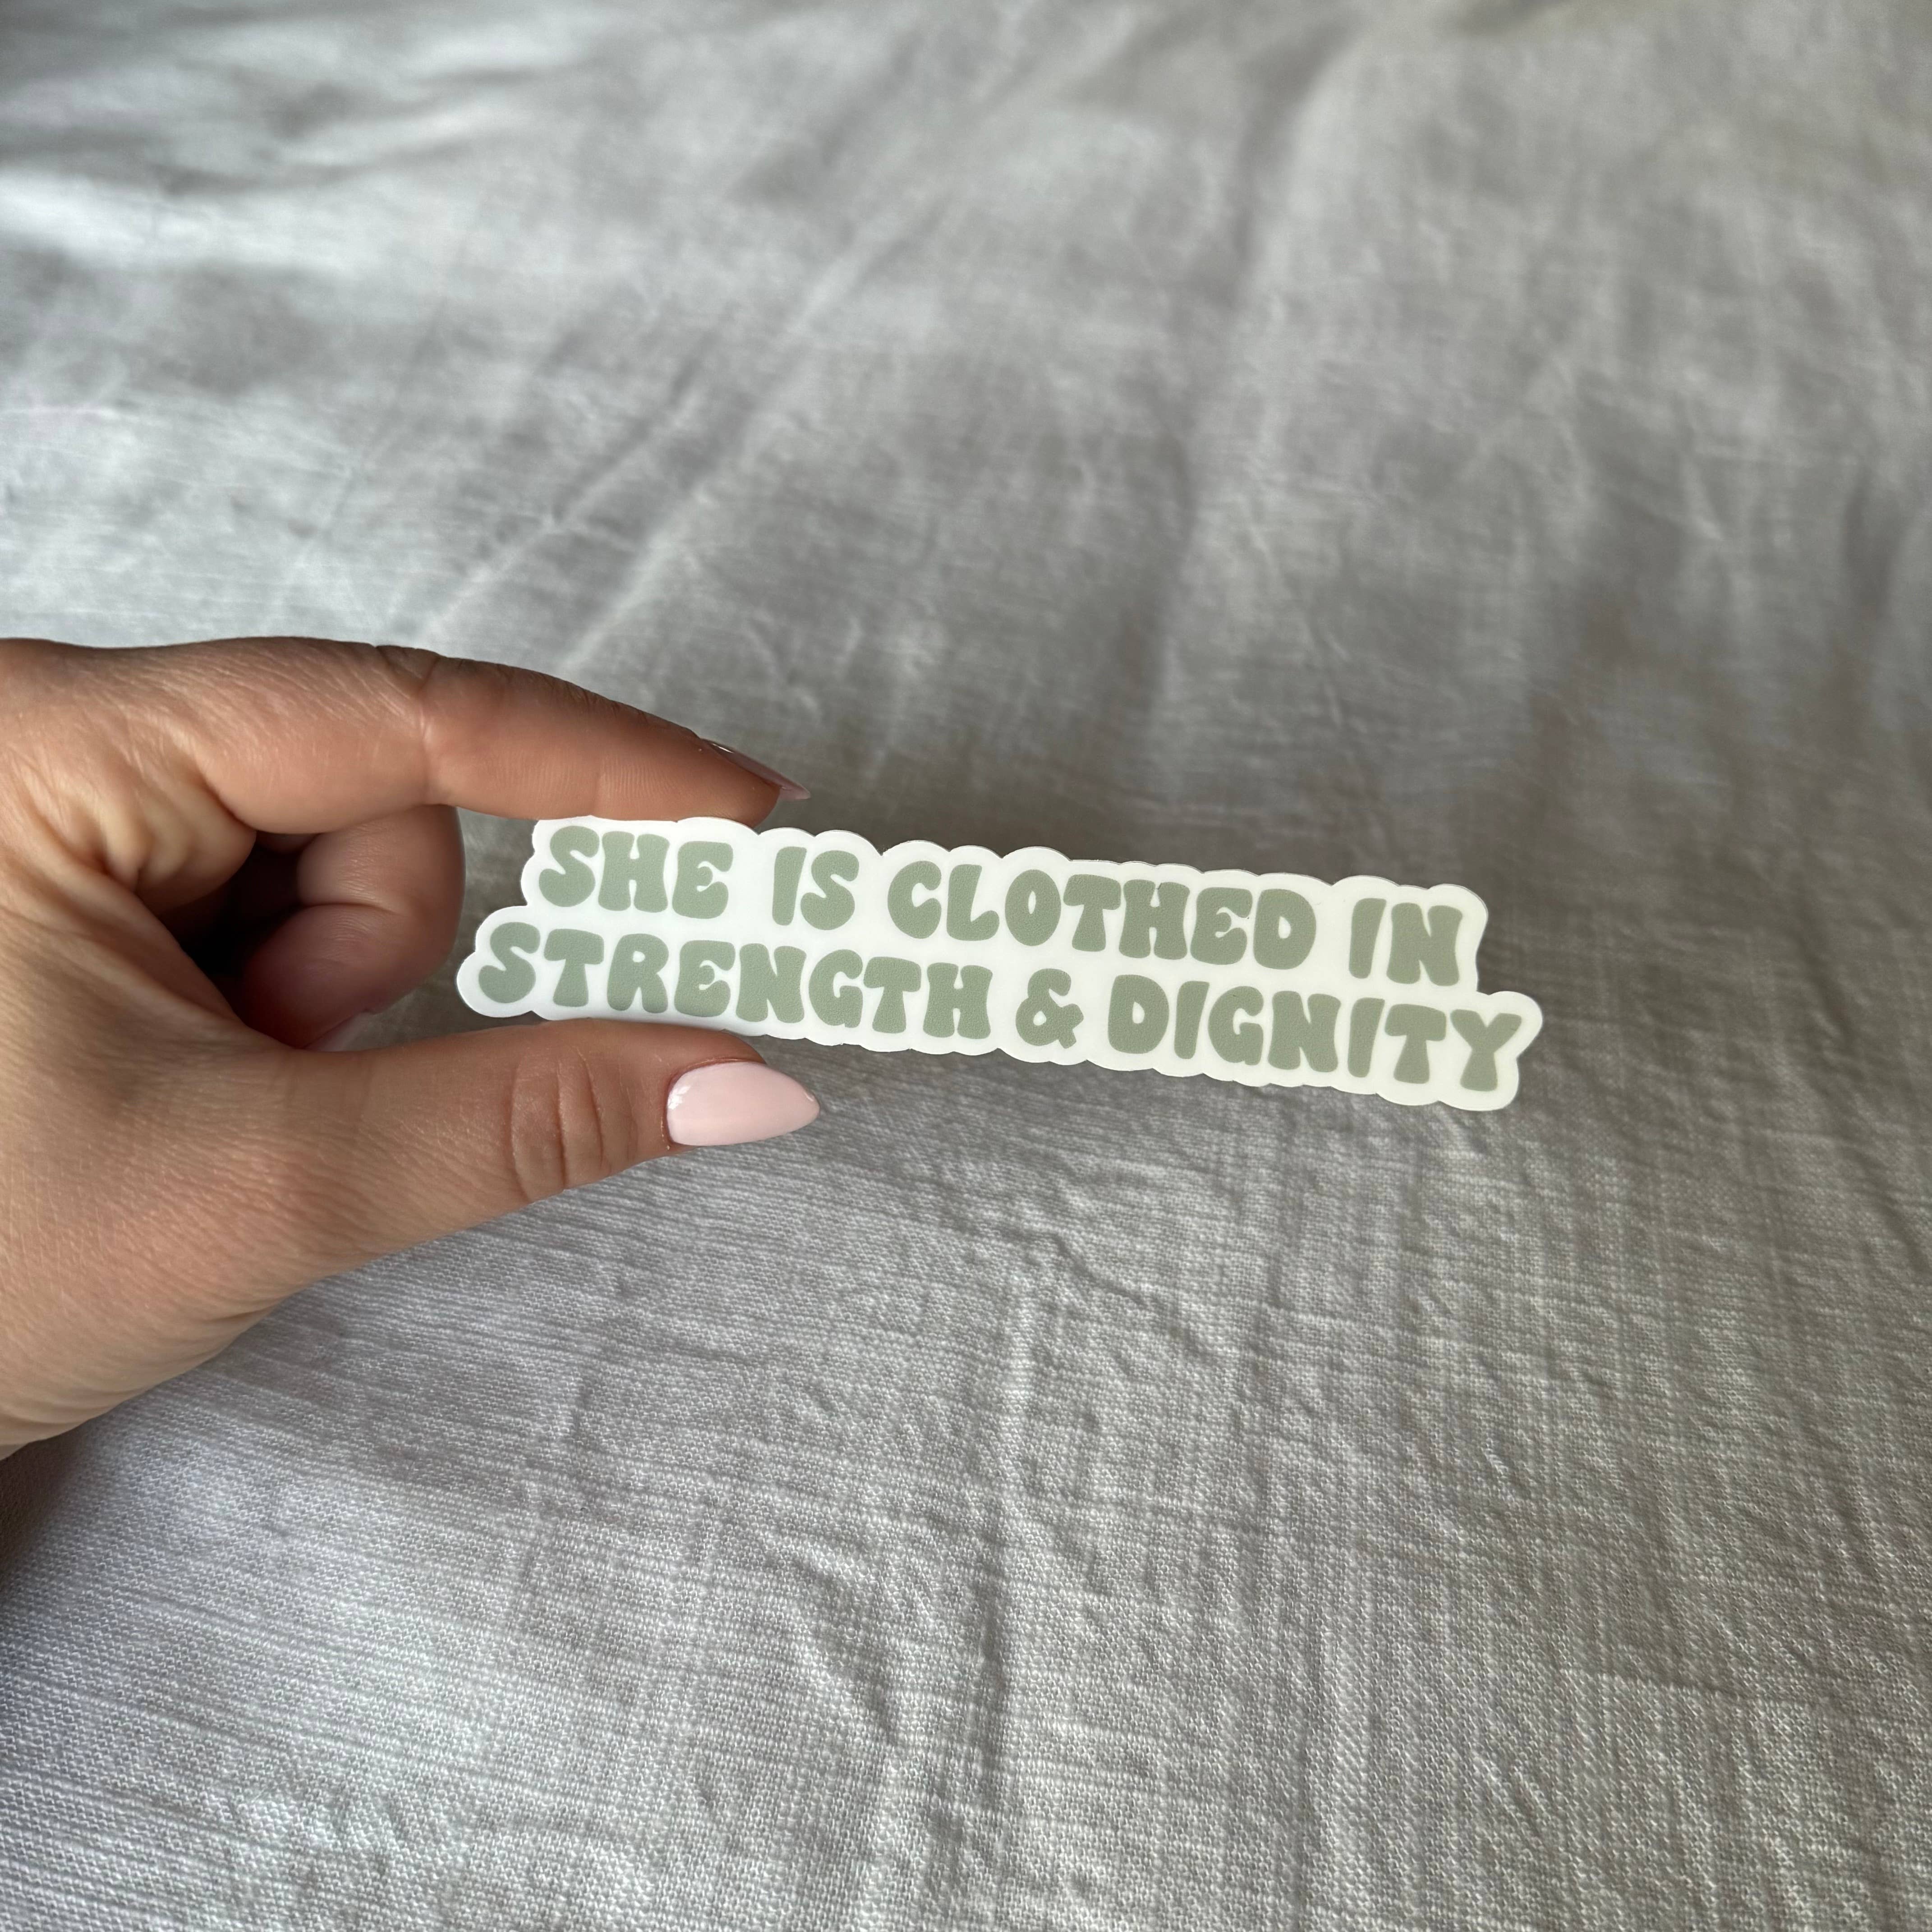 SHE IS CLOTHED IN
STRENGTH & DIGNITY